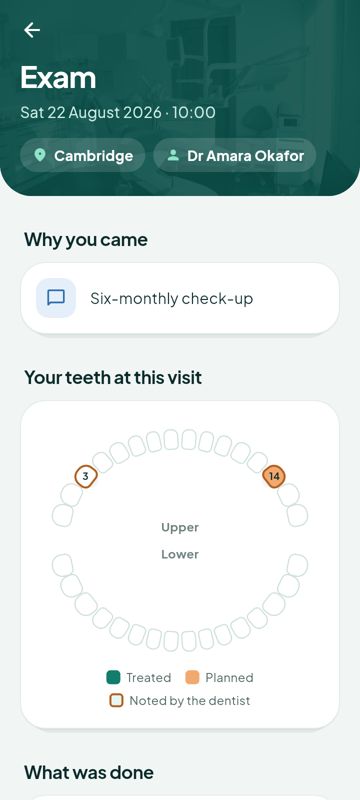 Exam
Sat 22 August 2026 · 10:00
Cambridge
Dr Amara Okafor
Why you came
Six-monthly check-up
Your teeth at this visit
3
14
Upper
Lower
Treated
Planned
Noted by the dentist
What was done